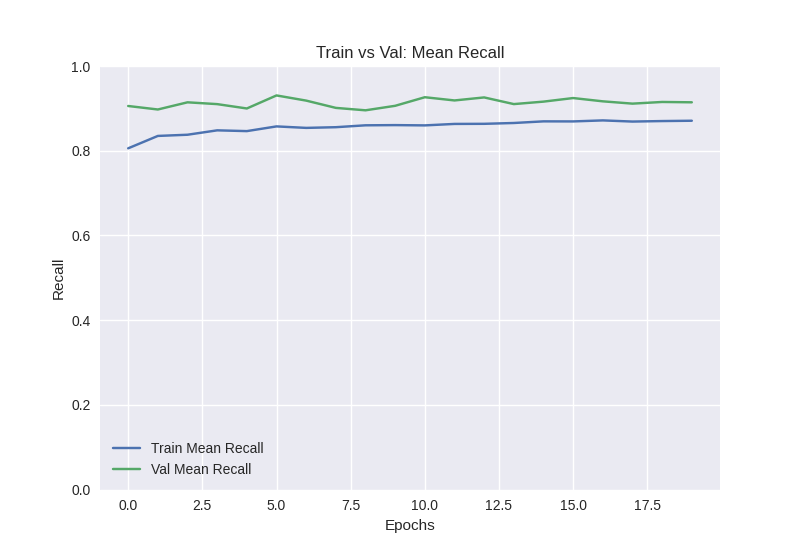 Train vs Val: Mean Recall
1.0
0.8
0.6
0.4
0.2
0.0
Recall
Train Mean Recall
Val Mean Recall
0.0 2.5 5.0 7.5 10.0 12.5 15.0 17.5
Epochs